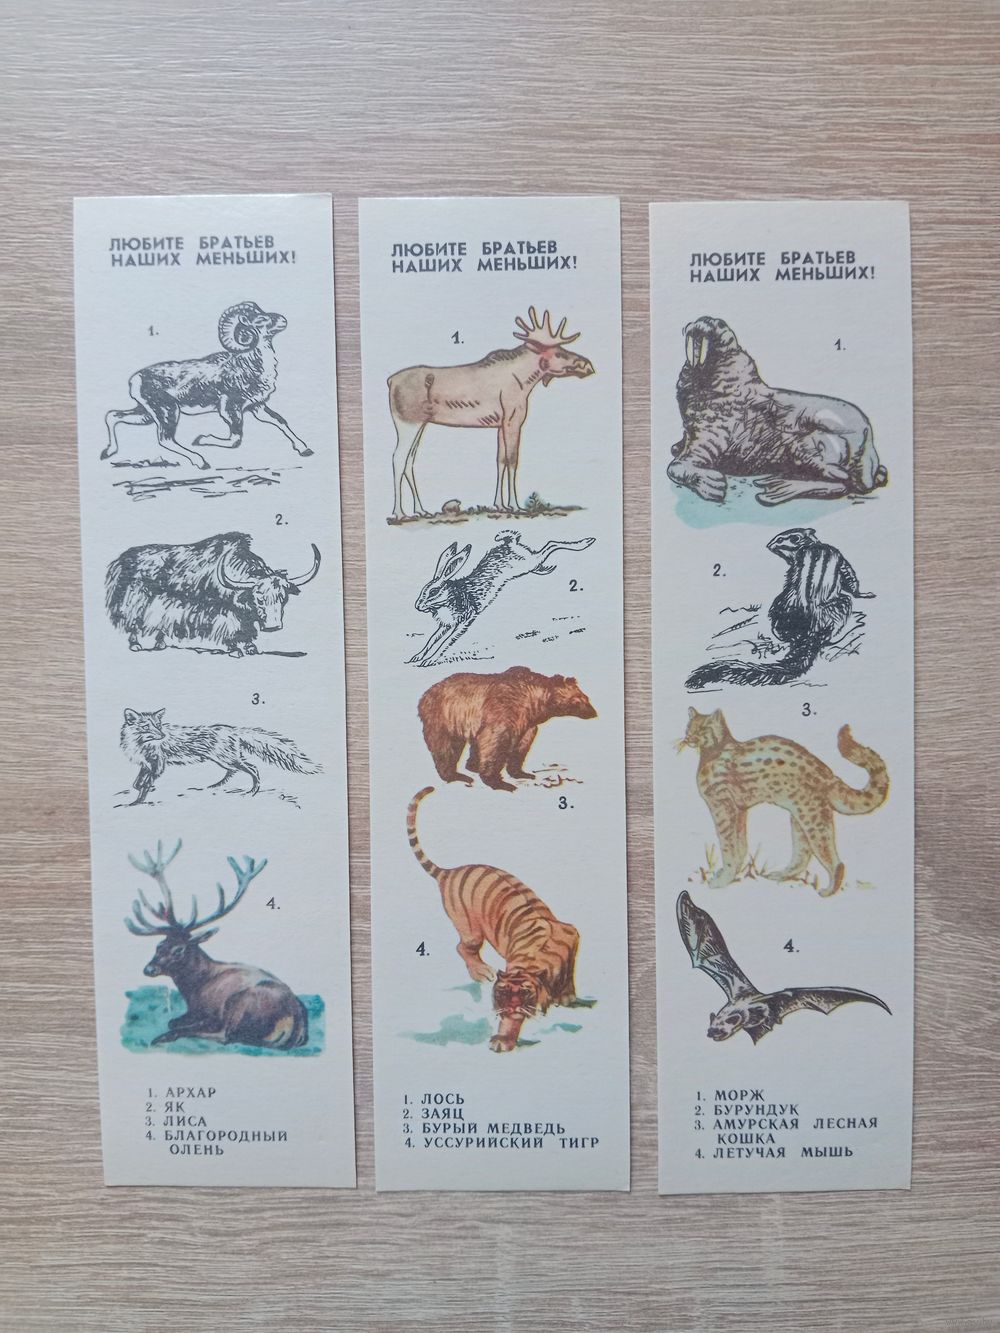 ЛЮБИТЕ БРАТЬЕВ
НАШИХ МЕНЬШИХ!
1.
2.
3.
4.
1. АРХАР
2. ЯК
3. ЛИСА
4. БЛАГОРОДНЫЙ
ОЛЕНЬ
ЛЮБИТЕ БРАТЬЕВ
НАШИХ МЕНЬШИХ!
1.
2.
3.
4.
1. ЛОСЬ
2. ЗАЯЦ
3. БУРЫЙ МЕДВЕДЬ
4. УССУРИЙСКИЙ ТИГР
ЛЮБИТЕ БРАТЬЕВ
НАШИХ МЕНЬШИХ!
1.
2.
3.
4.
1. МОРЖ
2. БУРУНДУК
3. АМУРСКАЯ ЛЕСНАЯ
КОШКА
4. ЛЕТУЧАЯ МЫШЬ